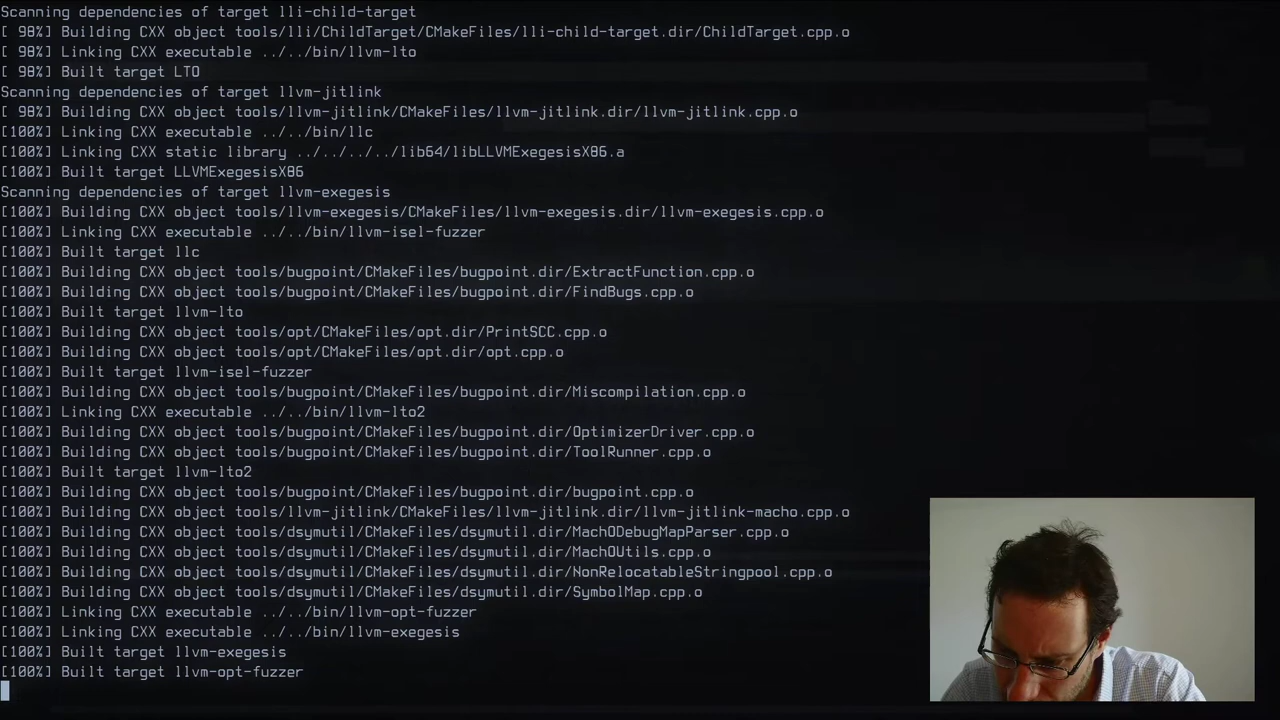 Scanning dependencies of target lli-child-target
[ 98%] Building CXX object tools/lli/ChildTarget/CMakeFiles/lli-child-target.dir/ChildTarget.cpp.o
[ 98%] Linking CXX executable ../../bin/llvm-lto
[ 98%] Built target LTO
Scanning dependencies of target llvm-jitlink
[ 98%] Building CXX object tools/llvm-jitlink/CMakeFiles/llvm-jitlink.dir/llvm-jitlink.cpp.o
[100%] Linking CXX executable ../../bin/llc
[100%] Linking CXX static library ../../../../lib64/libLLVMExegesisX86.a
[100%] Built target LLVMExegesisX86
Scanning dependencies of target llvm-exegesis
[100%] Building CXX object tools/llvm-exegesis/CMakeFiles/llvm-exegesis.dir/llvm-exegesis.cpp.o
[100%] Linking CXX executable ../../bin/llvm-isel-fuzzer
[100%] Built target llc
[100%] Building CXX object tools/bugpoint/CMakeFiles/bugpoint.dir/ExtractFunction.cpp.o
[100%] Building CXX object tools/bugpoint/CMakeFiles/bugpoint.dir/FindBugs.cpp.o
[100%] Built target llvm-lto
[100%] Building CXX object tools/opt/CMakeFiles/opt.dir/PrintSCC.cpp.o
[100%] Building CXX object tools/opt/CMakeFiles/opt.dir/opt.cpp.o
[100%] Built target llvm-isel-fuzzer
[100%] Building CXX object tools/bugpoint/CMakeFiles/bugpoint.dir/Miscompilation.cpp.o
[100%] Linking CXX executable ../../bin/llvm-lto2
[100%] Building CXX object tools/bugpoint/CMakeFiles/bugpoint.dir/OptimizerDriver.cpp.o
[100%] Building CXX object tools/bugpoint/CMakeFiles/bugpoint.dir/ToolRunner.cpp.o
[100%] Built target llvm-lto2
[100%] Building CXX object tools/bugpoint/CMakeFiles/bugpoint.dir/bugpoint.cpp.o
[100%] Building CXX object tools/llvm-jitlink/CMakeFiles/llvm-jitlink.dir/llvm-jitlink-macho.cpp.o
[100%] Building CXX object tools/dsymutil/CMakeFiles/dsymutil.dir/MachODebugMapParser.cpp.o
[100%] Building CXX object tools/dsymutil/CMakeFiles/dsymutil.dir/MachOUtils.cpp.o
[100%] Building CXX object tools/dsymutil/CMakeFiles/dsymutil.dir/NonRelocatableStringpool.cpp.o
[100%] Building CXX object tools/dsymutil/CMakeFiles/dsymutil.dir/SymbolMap.cpp.o
[100%] Linking CXX executable ../../bin/llvm-opt-fuzzer
[100%] Linking CXX executable ../../bin/llvm-exegesis
[100%] Built target llvm-exegesis
[100%] Built target llvm-opt-fuzzer